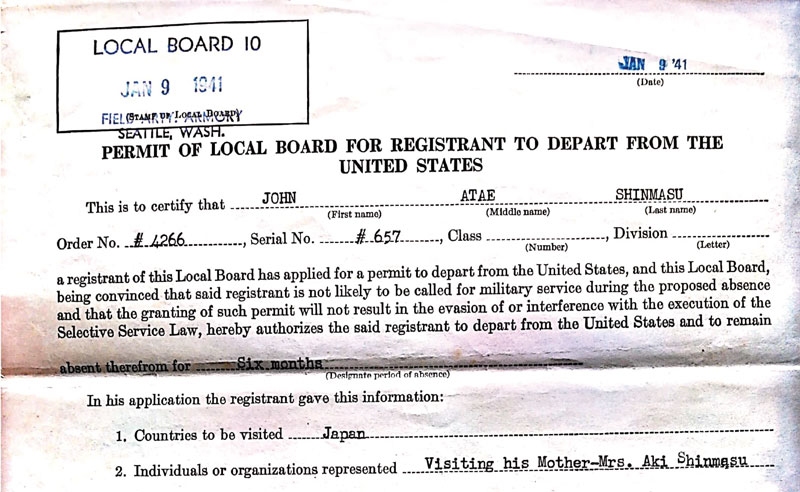 LOCAL BOARD 10
JAN 9 1941
FIELD ARTY. ARMORY
(STAMP OF LOCAL BOARD)
SEATTLE, WASH.
JAN 9 '41
(Date)
PERMIT OF LOCAL BOARD FOR REGISTRANT TO DEPART FROM THE
UNITED STATES
This is to certify that JOHN ATAE SHINMASU
(First name) (Middle name) (Last name)
Order No. # 4266, Serial No. # 657, Class , Division
(Number) (Letter)
a registrant of this Local Board has applied for a permit to depart from the United States, and this Local Board,
being convinced that said registrant is not likely to be called for military service during the proposed absence
and that the granting of such permit will not result in the evasion of or interference with the execution of the
Selective Service Law, hereby authorizes the said registrant to depart from the United States and to remain
absent therefrom for Six months
(Designate period of absence)
In his application the registrant gave this information:
1. Countries to be visited Japan
2. Individuals or organizations represented Visiting his Mother-Mrs. Aki Shinmasu